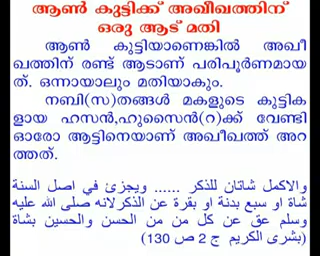 ആൺ കുട്ടിക്ക് അഖീഖത്തിന്
ഒരു ആട് മതി
ആൺ കുട്ടിയാണെങ്കിൽ അഖീ
ഖത്തിന് രണ്ട് ആടാണ് പരിപൂർണമായ
ത്. ഒന്നായാലും മതിയാകും.
നബി(സ)തങ്ങൾ മകളുടെ കുട്ടിക
ളായ ഹസൻ,ഹുസൈൻ(റ)ക്ക് വേണ്ടി
ഓരോ ആട്ടിനെയാണ് അഖീഖത്ത് അറ
ത്തത്.
والاكمل شاتان للذكر ...... ويجزئ في اصل السنة
شاة او سبع بدنة او بقرة عن الذكرلانه صلى الله عليه
وسلم عق عن كل من من الحسن والحسين بشاة
(بشرى الكريم ج 2 ص 130)